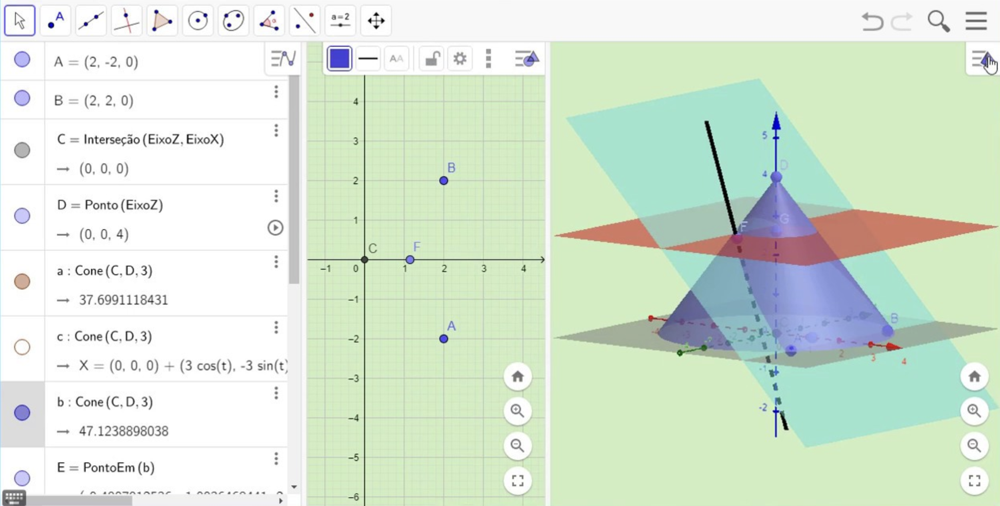 A
α
a=2
A = (2, -2, 0)
B = (2, 2, 0)
C = Interseção (EixoZ, EixoX)
→ (0, 0, 0)
D = Ponto (EixoZ)
→ (0, 0, 4)
a : Cone (C, D, 3)
→ 37.6991118431
c : Cone (C, D, 3)
→ X = (0, 0, 0) + (3 cos(t), -3 sin(t)
b : Cone (C, D, 3)
→ 47.1238898038
E = PontoEm (b)
AA
4
3
2
1
0
–1
–2
–3
–4
–5
–6
–1
1
2
3
4
B
C
F
A
5
4
D
G
F
B
C
A
-1
-2
2
3
4